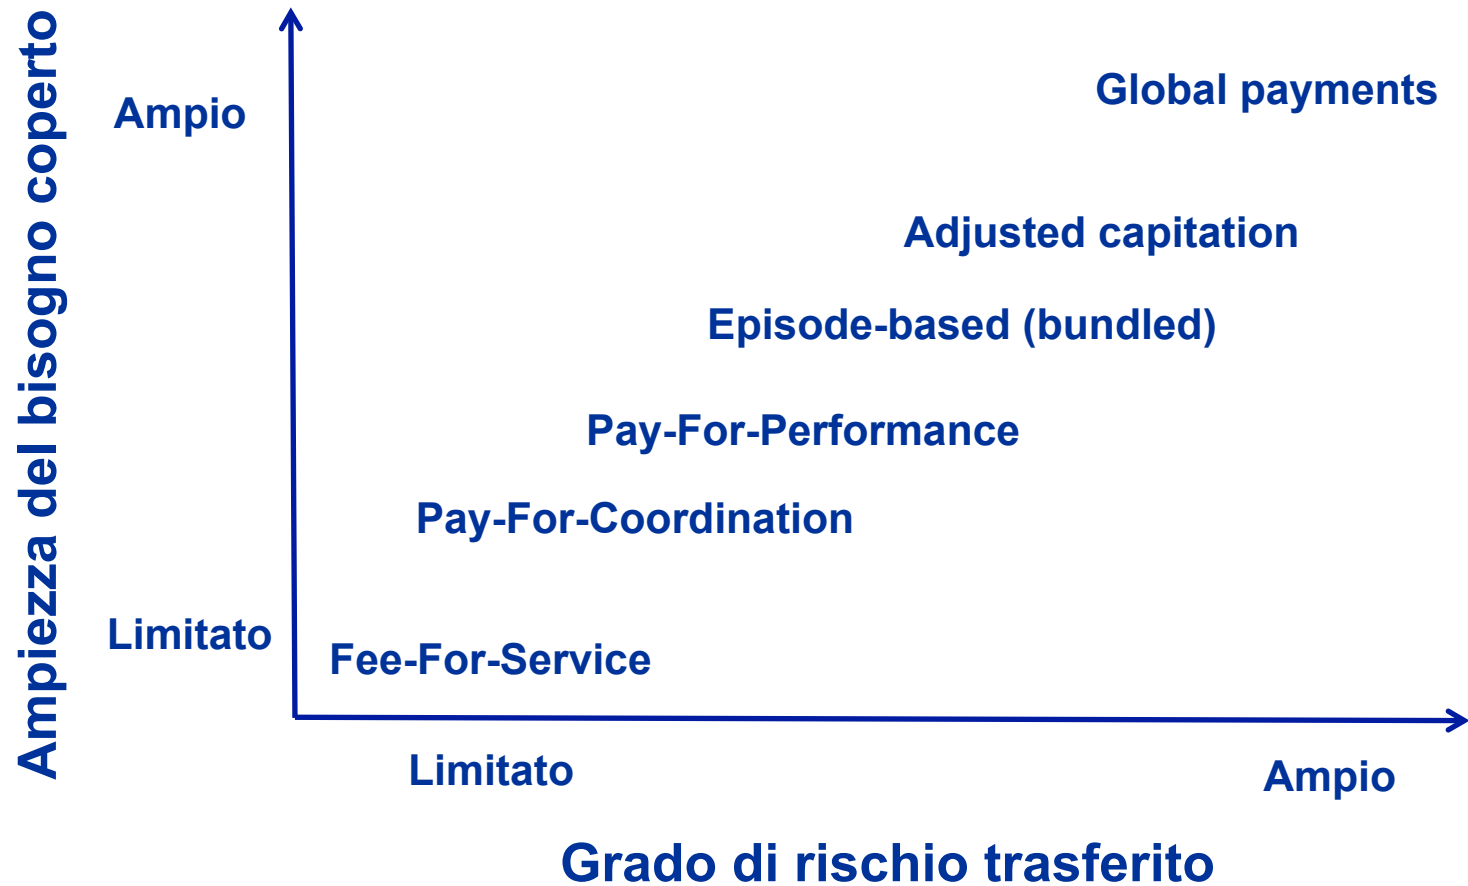 Ampiezza del bisogno coperto
Ampio
Global payments
Adjusted capitation
Episode-based (bundled)
Pay-For-Performance
Pay-For-Coordination
Limitato
Fee-For-Service
Limitato
Ampio
Grado di rischio trasferito